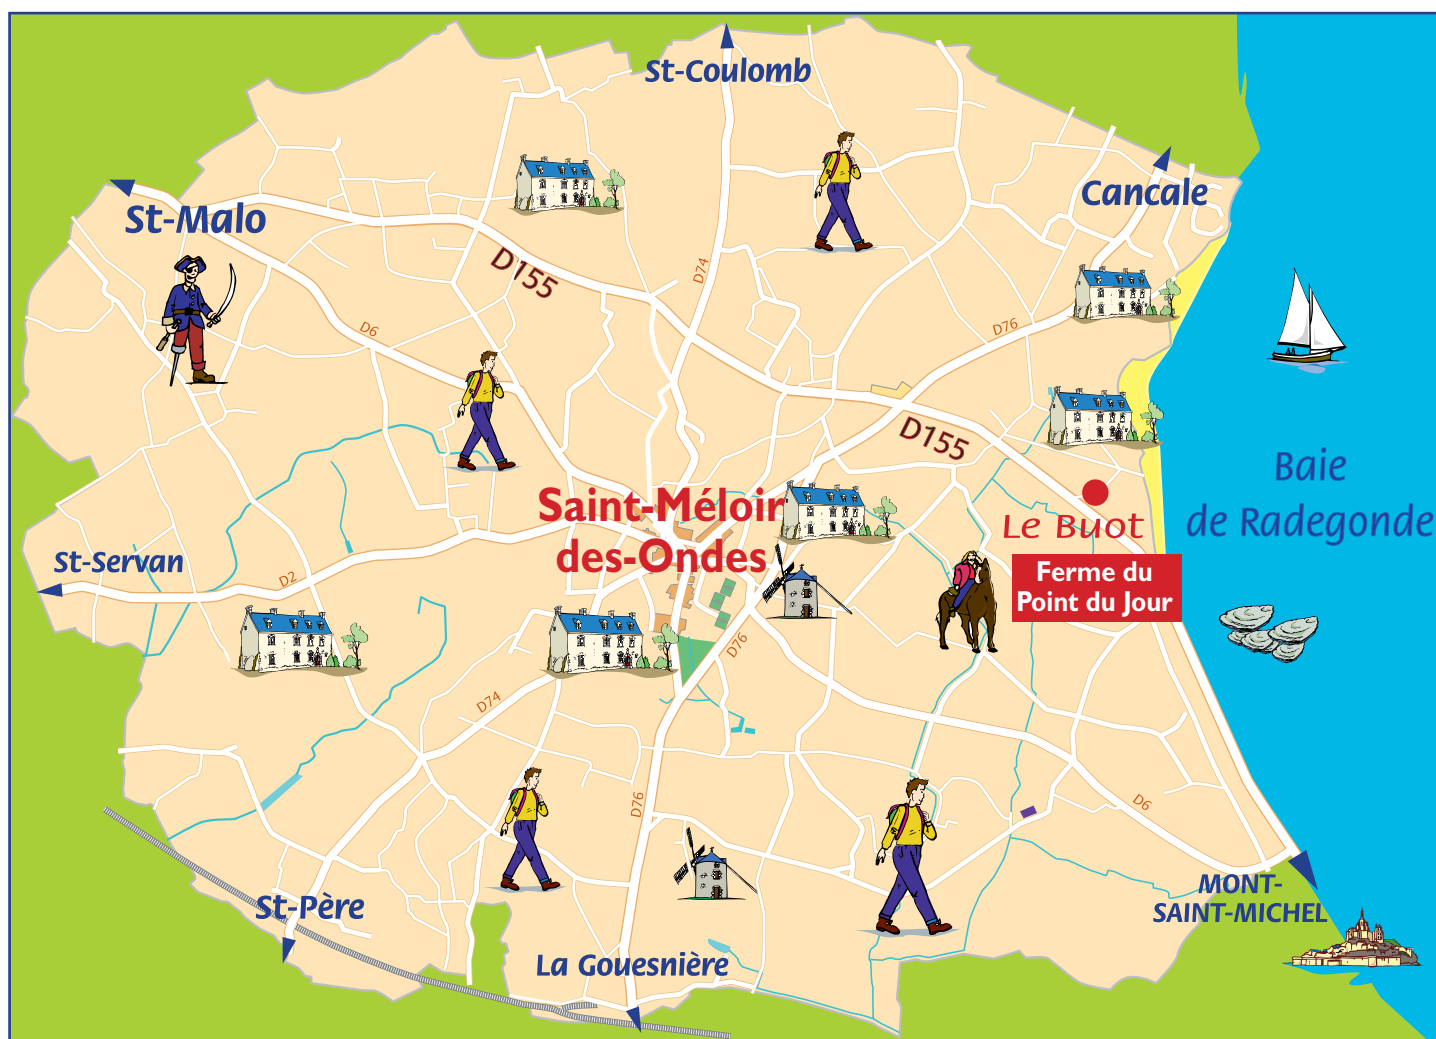 St-Coulomb
Cancale
St-Malo
D155
D74
D6
D76
D155
Baie
de Radegonde
Saint-Méloir
des-Ondes
Le Buot
St-Servan
D2
Ferme du
Point du Jour
D76
D74
D76
D6
MONT-
SAINT-MICHEL
St-Père
La Gouesnière